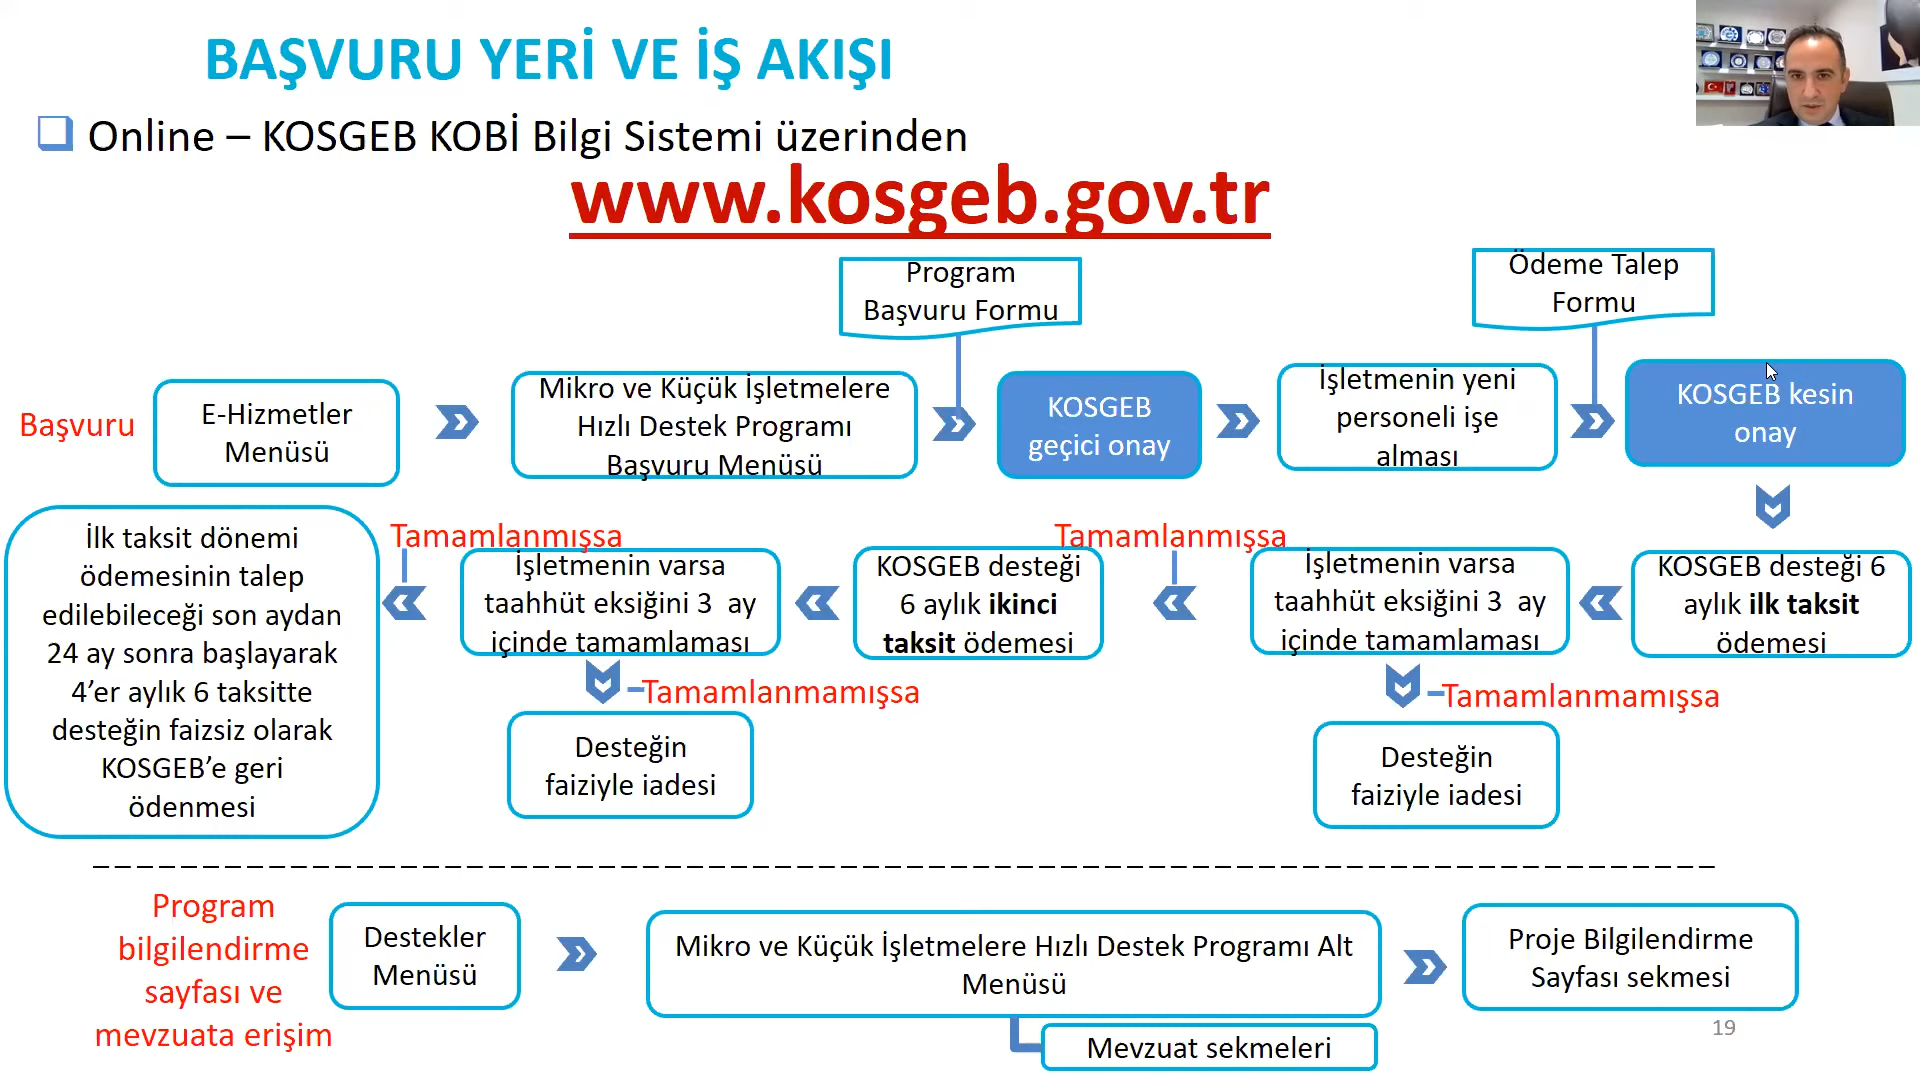 BAŞVURU YERİ VE İŞ AKIŞI
Online – KOSGEB KOBİ Bilgi Sistemi üzerinden
www.kosgeb.gov.tr
Program
Başvuru Formu
Ödeme Talep
Formu
Başvuru
E-Hizmetler
Menüsü
Mikro ve Küçük İşletmelere
Hızlı Destek Programı
Başvuru Menüsü
KOSGEB
geçici onay
İşletmenin yeni
personeli işe
alması
KOSGEB kesin
onay
KOSGEB desteği 6
aylık ilk taksit
ödemesi
İşletmenin varsa
taahhüt eksiğini 3 ay
içinde tamamlaması
Tamamlanmışsa
Tamamlanmamışsa
Desteğin
faiziyle iadesi
KOSGEB desteği
6 aylık ikinci
taksit ödemesi
İşletmenin varsa
taahhüt eksiğini 3 ay
içinde tamamlaması
Tamamlanmışsa
Tamamlanmamışsa
Desteğin
faiziyle iadesi
İlk taksit dönemi
ödemesinin talep
edilebileceği son aydan
24 ay sonra başlayarak
4’er aylık 6 taksitte
desteğin faizsiz olarak
KOSGEB’e geri
ödenmesi
Program
bilgilendirme
sayfası ve
mevzuata erişim
Destekler
Menüsü
Mikro ve Küçük İşletmelere Hızlı Destek Programı Alt
Menüsü
Mevzuat sekmeleri
Proje Bilgilendirme
Sayfası sekmesi
19